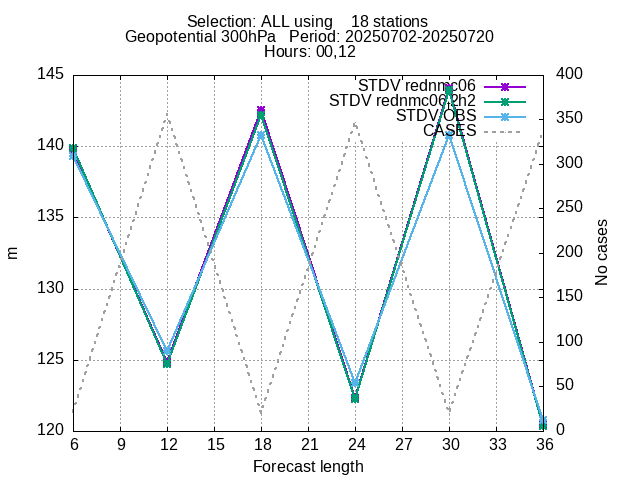 Selection: ALL using 18 stations
Geopotential 300hPa Period: 20250702-20250720
Hours: 00,12
STDV rednmc06
STDV rednmc06_2h2
STDV OBS
CASES
145
140
135
130
125
120
400
350
300
250
200
150
100
50
0
m
No cases
6 9 12 15 18 21 24 27 30 33 36
Forecast length